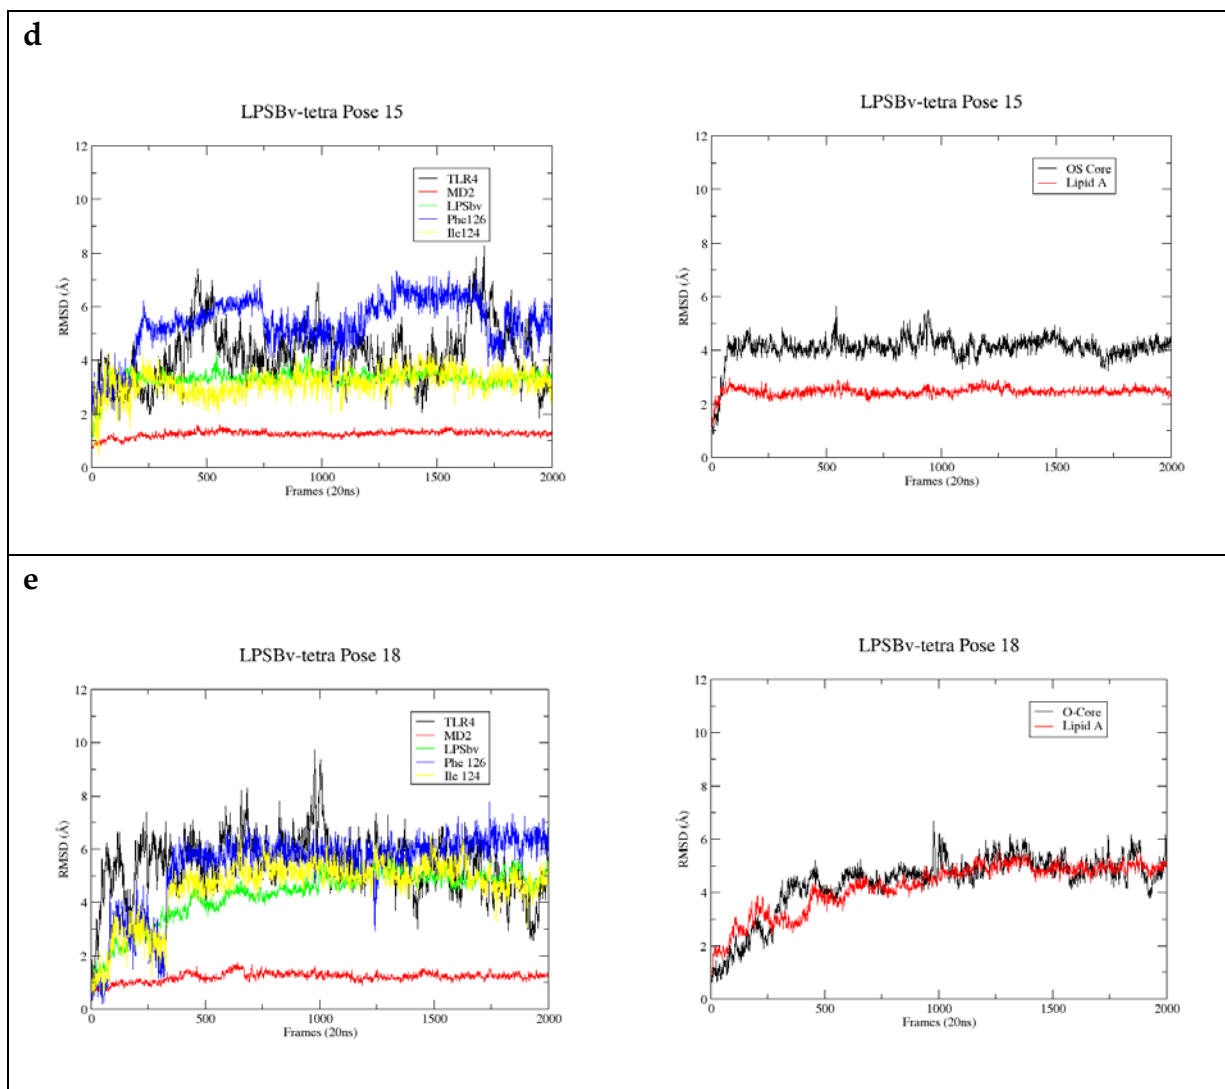 d
LPSBv-tetra Pose 15
12
10
8
6
4
2
0
RMSD (Å)
TLR4
MD2
LPSbv
Phe126
Ile124
0 500 1000 1500 2000
Frames (20ns)
LPSBv-tetra Pose 15
12
10
8
6
4
2
0
RMSD (Å)
OS Core
Lipid A
0 500 1000 1500 2000
Frames (20ns)
e
LPSBv-tetra Pose 18
12
10
8
6
4
2
0
RMSD (Å)
TLR4
MD2
LPSbv
Phe 126
Ile 124
0 500 1000 1500 2000
Frames (20ns)
LPSBv-tetra Pose 18
12
10
8
6
4
2
0
RMSD (Å)
O-Core
Lipid A
0 500 1000 1500 2000
Frames (20ns)